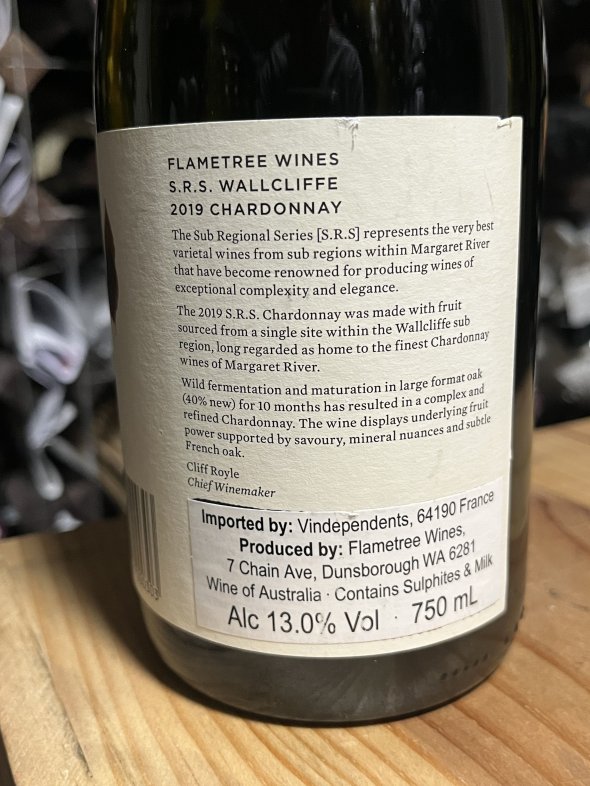 FLAMETREE WINES
S.R.S. WALLCLIFFE
2019 CHARDONNAY
The Sub Regional Series [S.R.S] represents the very best
varietal wines from sub regions within Margaret River
that have become renowned for producing wines of
exceptional complexity and elegance.
The 2019 S.R.S. Chardonnay was made with fruit
sourced from a single site within the Wallcliffe sub
region, long regarded as home to the finest Chardonnay
wines of Margaret River.
Wild fermentation and maturation in large format oak
(40% new) for 10 months has resulted in a complex and
refined Chardonnay. The wine displays underlying fruit
power supported by savoury, mineral nuances and subtle
French oak.
Cliff Royle
Chief Winemaker
Imported by: Vindependents, 64190 France
Produced by: Flametree Wines,
7 Chain Ave, Dunsborough WA 6281
Wine of Australia · Contains Sulphites & Milk
Alc 13.0% Vol · 750 mL